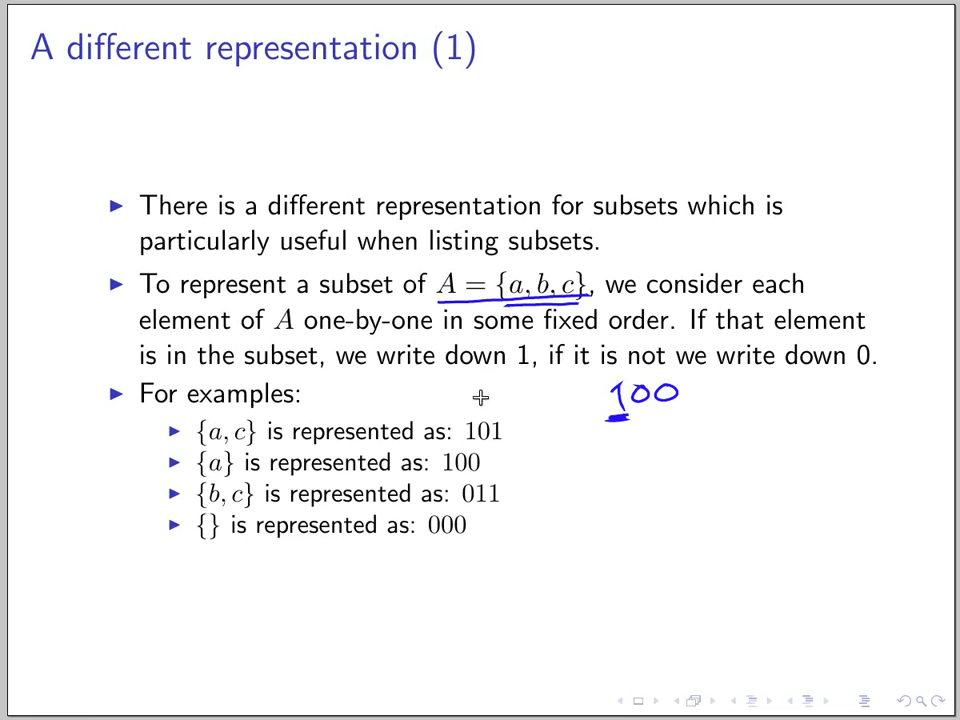 A different representation (1)
There is a different representation for subsets which is
particularly useful when listing subsets.
To represent a subset of A = {a, b, c}, we consider each
element of A one-by-one in some fixed order. If that element
is in the subset, we write down 1, if it is not we write down 0.
For examples:
100
{a, c} is represented as: 101
{a} is represented as: 100
{b, c} is represented as: 011
{} is represented as: 000